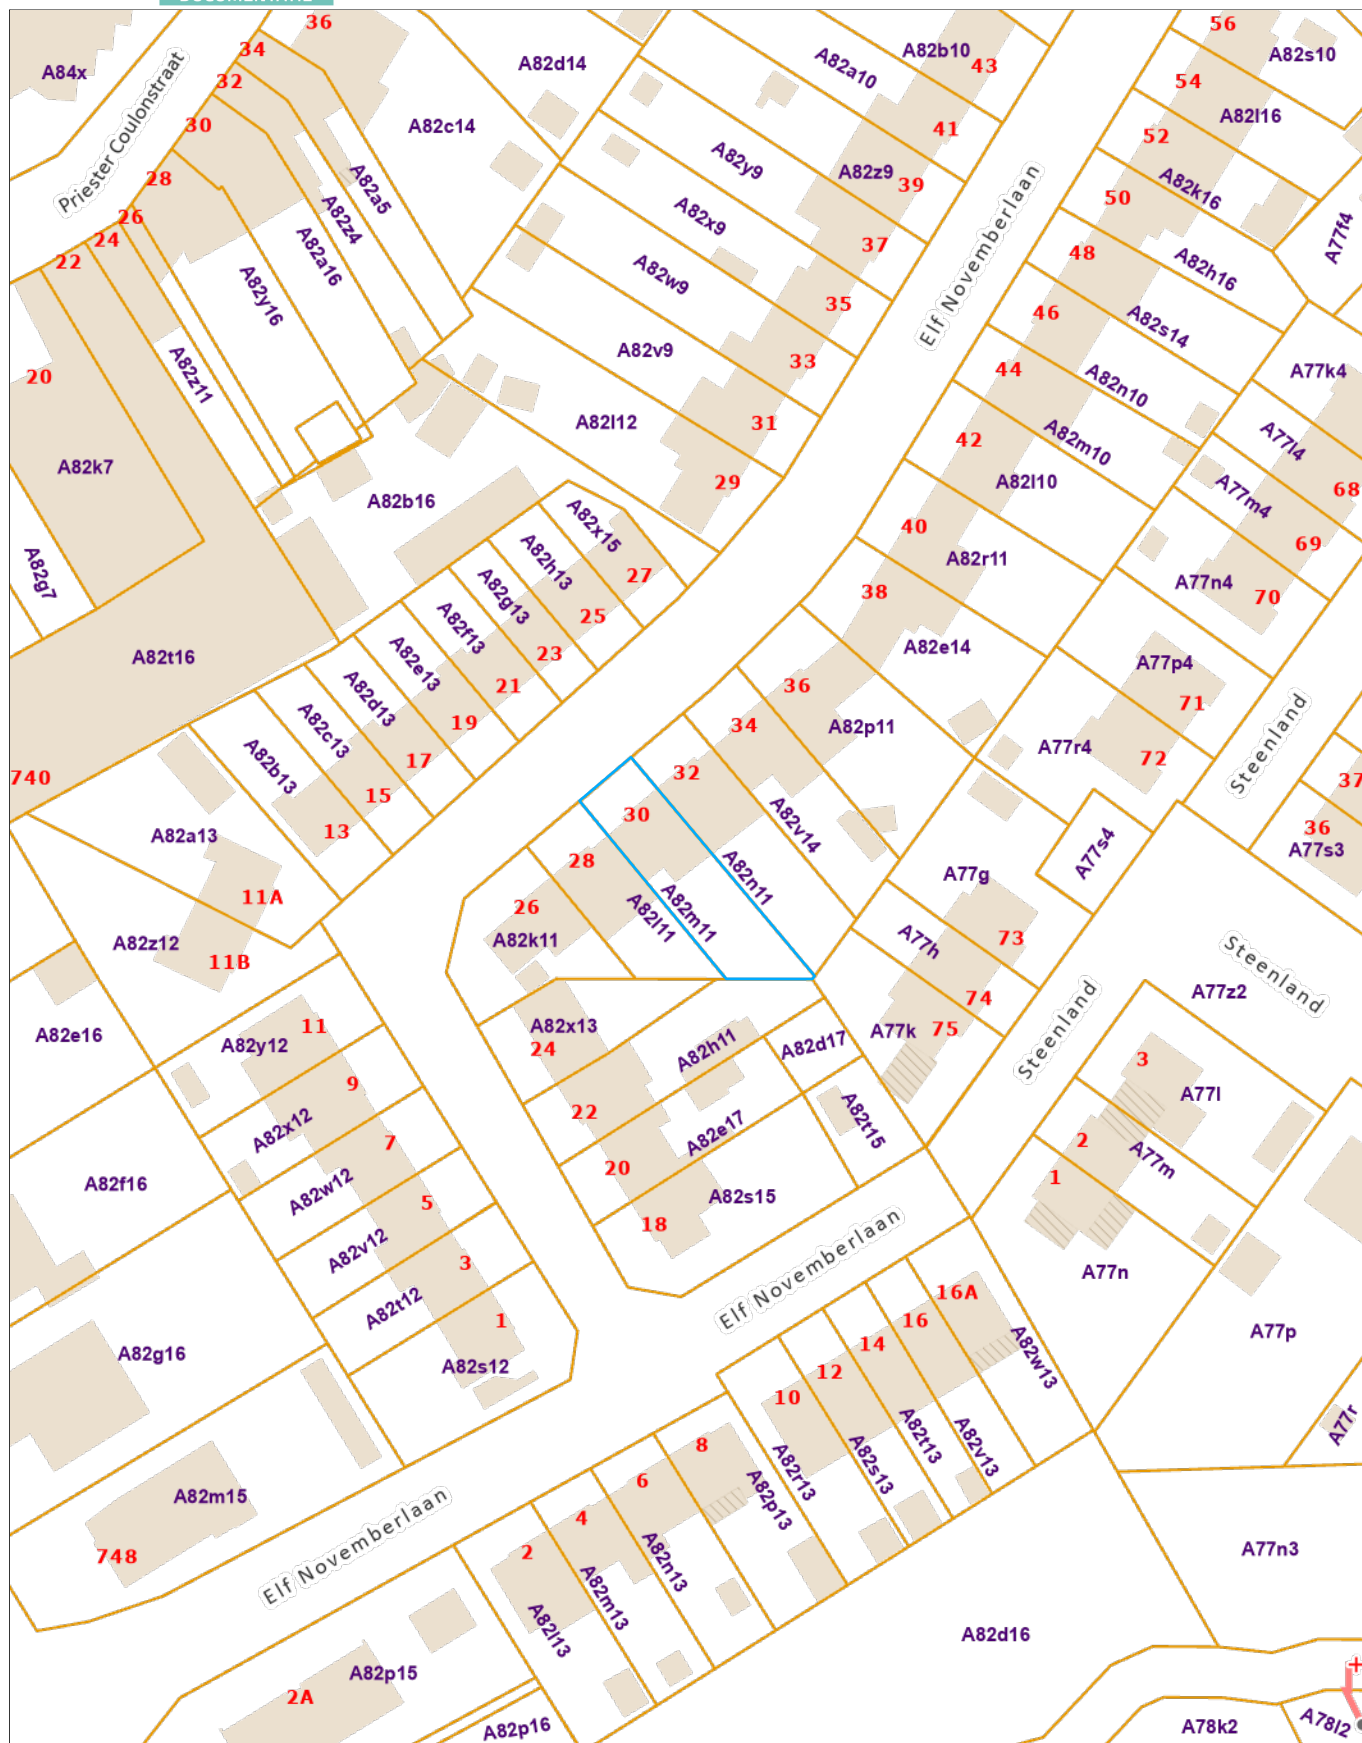 36
56
34
A82b10
A82s10
A84x
A82d14
A82a10
43
32
54
A82l16
30
A82c14
41
52
Priester Coulonstraat
A82y9
A82z9
39
28
A82a5
A82k16
50
26
A82z4
A82x9
Elf Novemberlaan
A77f4
24
22
A82a16
37
48
A82w9
A82h16
A82y16
35
46
A82s14
A82v9
33
44
A77k4
20
A82z11
A82n10
A82l12
31
42
A82m10
A77l4
A82k7
29
A82l10
68
A82b16
A77m4
A82x15
40
69
A82g7
A82h13
27
A82r11
A77n4
A82g13
25
38
70
A82f13
A82t16
A82e13
23
A82e14
A77p4
A82d13
21
36
71
A82c13
19
34
A82p11
A77r4
Steenland
A82b13
17
32
72
740
15
30
37
A82a13
13
A82v14
36
28
A77s4
A77s3
11A
A82n11
A77g
26
A82m11
A82l11
A82z12
A82k11
A77h
73
11B
Steenland
74
A77z2
A82e16
11
A82x13
A77k
75
A82y12
24
A82h11
A82d17
Steenland
3
9
A77l
A82x12
22
A82t15
7
A82e17
2
A77m
A82f16
20
1
A82w12
5
A82s15
18
A82v12
Elf Novemberlaan
3
A77n
A82t12
16A
1
16
A82g16
14
A82w13
A77p
A82s12
12
10
A77r
8
A82t13
A82v13
A82s13
6
A82r13
A82m15
A82p13
4
Elf Novemberlaan
748
2
A82n13
A77n3
A82m13
A82l13
A82d16
A82p15
2A
A82p16
A78k2
A78l2